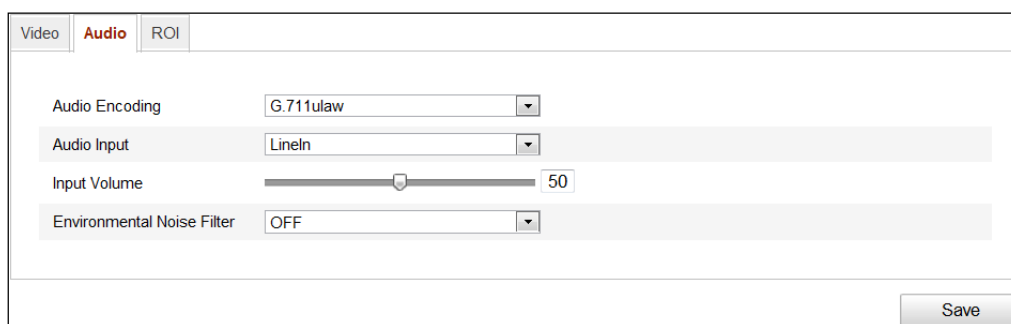 Video Audio ROI
Audio Encoding G.711ulaw
Audio Input LineIn
Input Volume 50
Environmental Noise Filter OFF
Save